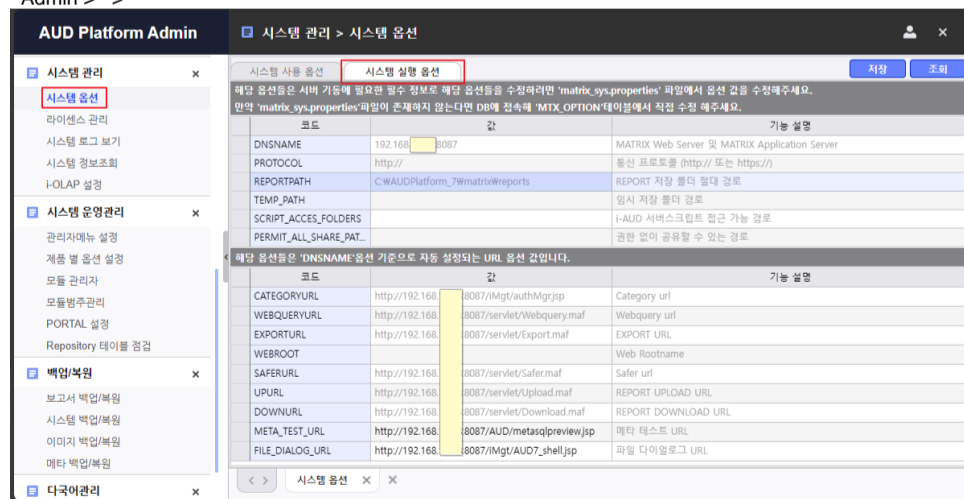 Admin > >
AUD Platform Admin
시스템 관리 > 시스템 옵션
시스템 관리
시스템 옵션
라이센스 관리
시스템 로그 보기
시스템 정보조회
i-OLAP 설정
시스템 운영관리
관리자메뉴 설정
제품 별 옵션 설정
모듈 관리자
모듈범주관리
PORTAL 설정
Repository 테이블 점검
백업/복원
보고서 백업/복원
시스템 백업/복원
이미지 백업/복원
메타 백업/복원
다국어관리
시스템 사용 옵션 시스템 실행 옵션 저장 조회
해당 옵션들은 서버 기동에 필요한 필수 정보로 해당 옵션들을 수정하려면 'matrix_sys.properties' 파일에서 옵션 값을 수정해주세요.
만약 'matrix_sys.properties'파일이 존재하지 않는다면 DB에 접속해 'MTX_OPTION'테이블에서 직접 수정 해주세요.
코드 값 기능 설명
DNSNAME 192.168. 8087 MATRIX Web Server 및 MATRIX Application Server
PROTOCOL http:// 통신 프로토콜 (http:// 또는 https://)
REPORTPATH C:₩AUDPlatform_7₩matrix₩reports REPORT 저장 폴더 절대 경로
TEMP_PATH 임시 저장 폴더 경로
SCRIPT_ACCES_FOLDERS i-AUD 서버스크립트 접근 가능 경로
PERMIT_ALL_SHARE_PAT... 권한 없이 공유할 수 있는 경로
해당 옵션들은 'DNSNAME'옵션 기준으로 자동 설정되는 URL 옵션 값입니다.
코드 값 기능 설명
CATEGORYURL http://192.168. :8087/iMgt/authMgr.jsp Category url
WEBQUERYURL http://192.168. :8087/servlet/Webquery.maf Webquery url
EXPORTURL http://192.168. :8087/servlet/Export.maf EXPORT URL
WEBROOT Web Rootname
SAFERURL http://192.168. :8087/servlet/Safer.maf Safer url
UPURL http://192.168. :8087/servlet/Upload.maf REPORT UPLOAD URL
DOWNURL http://192.168. :8087/servlet/Download.maf REPORT DOWNLOAD URL
META_TEST_URL http://192.168. :8087/AUD/metasqlpreview.jsp 메타 테스트 URL
FILE_DIALOG_URL http://192.168. :8087/iMgt/AUD7_shell.jsp 파일 다이얼로그 URL
시스템 옵션